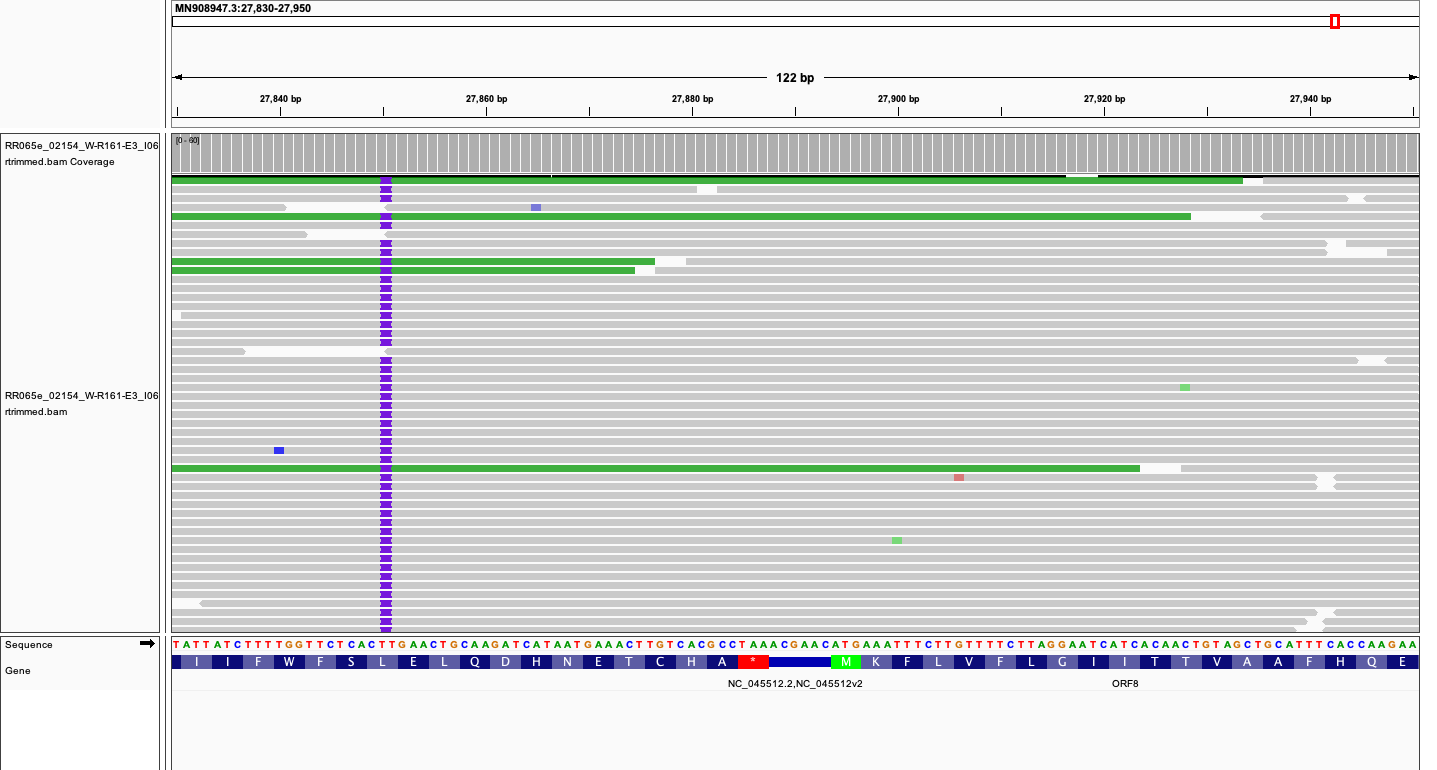 MN908947.3:27,830-27,950
122 bp
27,840 bp 27,860 bp 27,880 bp 27,900 bp 27,920 bp 27,940 bp
RR065e_02154_W-R161-E3_I06
rtrimmed.bam Coverage
[0 - 60]
RR065e_02154_W-R161-E3_I06
rtrimmed.bam
Sequence
TATTATCTTTTGGTTCTCACTTGAACTGCAAGATCATAATGAAACTTGTCACGCCTAAACGAACATGAAATTTCTTGTTTTCTTAGGAATCATCACAACTGTAGCTGCATTTCACCAAGAA
Gene
I I F W F S L E L Q D H N E T C H A * M K F L V F L G I I T T V A A F H Q E
NC_045512.2,NC_045512v2 ORF8